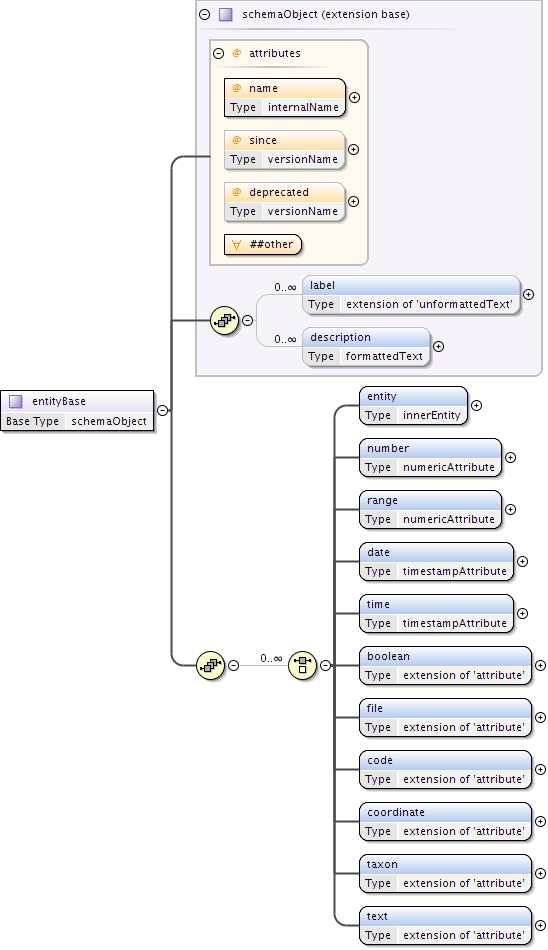 schemaObject (extension base)
@ attributes
@ name
Type internalName
@ since
Type versionName
@ deprecated
Type versionName
∀ ##other
0..∞
label
Type extension of 'unformattedText'
0..∞
description
Type formattedText
entityBase
Base Type schemaObject
entity
Type innerEntity
number
Type numericAttribute
range
Type numericAttribute
date
Type timestampAttribute
time
Type timestampAttribute
0..∞
boolean
Type extension of 'attribute'
file
Type extension of 'attribute'
code
Type extension of 'attribute'
coordinate
Type extension of 'attribute'
taxon
Type extension of 'attribute'
text
Type extension of 'attribute'